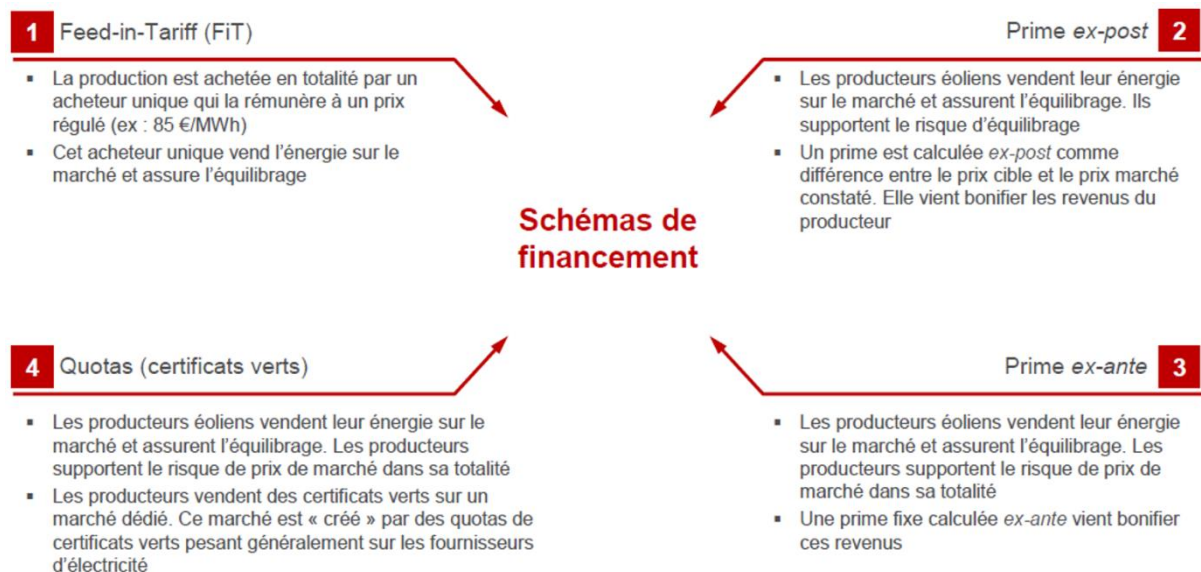 1 Feed-in-Tariff (FiT)
▪ La production est achetée en totalité par un
acheteur unique qui la rémunère à un prix
régulé (ex : 85 €/MWh)
▪ Cet acheteur unique vend l'énergie sur le
marché et assure l'équilibrage
Prime ex-post 2
▪ Les producteurs éoliens vendent leur énergie
sur le marché et assurent l'équilibrage. Ils
supportent le risque d'équilibrage
▪ Un prime est calculée ex-post comme
différence entre le prix cible et le prix marché
constaté. Elle vient bonifier les revenus du
producteur
Schémas de
financement
4 Quotas (certificats verts)
▪ Les producteurs éoliens vendent leur énergie sur le
marché et assurent l'équilibrage. Les producteurs
supportent le risque de prix de marché dans sa totalité
▪ Les producteurs vendent des certificats verts sur un
marché dédié. Ce marché est « créé » par des quotas de
certificats verts pesant généralement sur les fournisseurs
d'électricité
Prime ex-ante 3
▪ Les producteurs éoliens vendent leur énergie
sur le marché et assurent l'équilibrage. Les
producteurs supportent le risque de prix de
marché dans sa totalité
▪ Une prime fixe calculée ex-ante vient bonifier
ces revenus